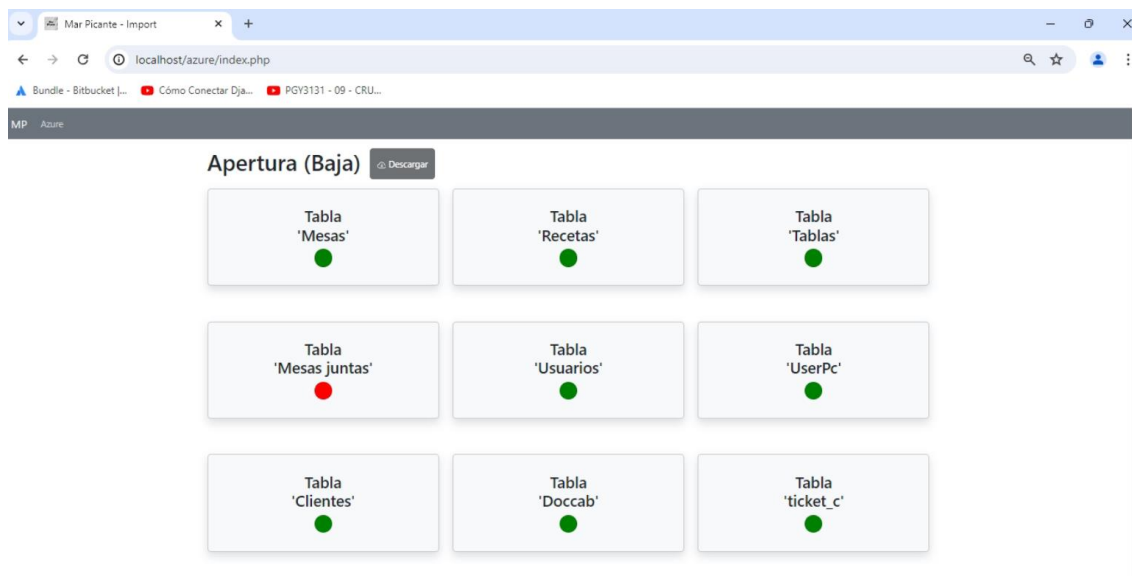 Mar Picante - Import
localhost/azure/index.php
Bundle - Bitbucket |... Cómo Conectar Dja... PGY3131 - 09 - CRU...
MP Azure
Apertura (Baja) Descargar
Tabla
'Mesas'
Tabla
'Recetas'
Tabla
'Tablas'
Tabla
'Mesas juntas'
Tabla
'Usuarios'
Tabla
'UserPc'
Tabla
'Clientes'
Tabla
'Doccab'
Tabla
'ticket_c'